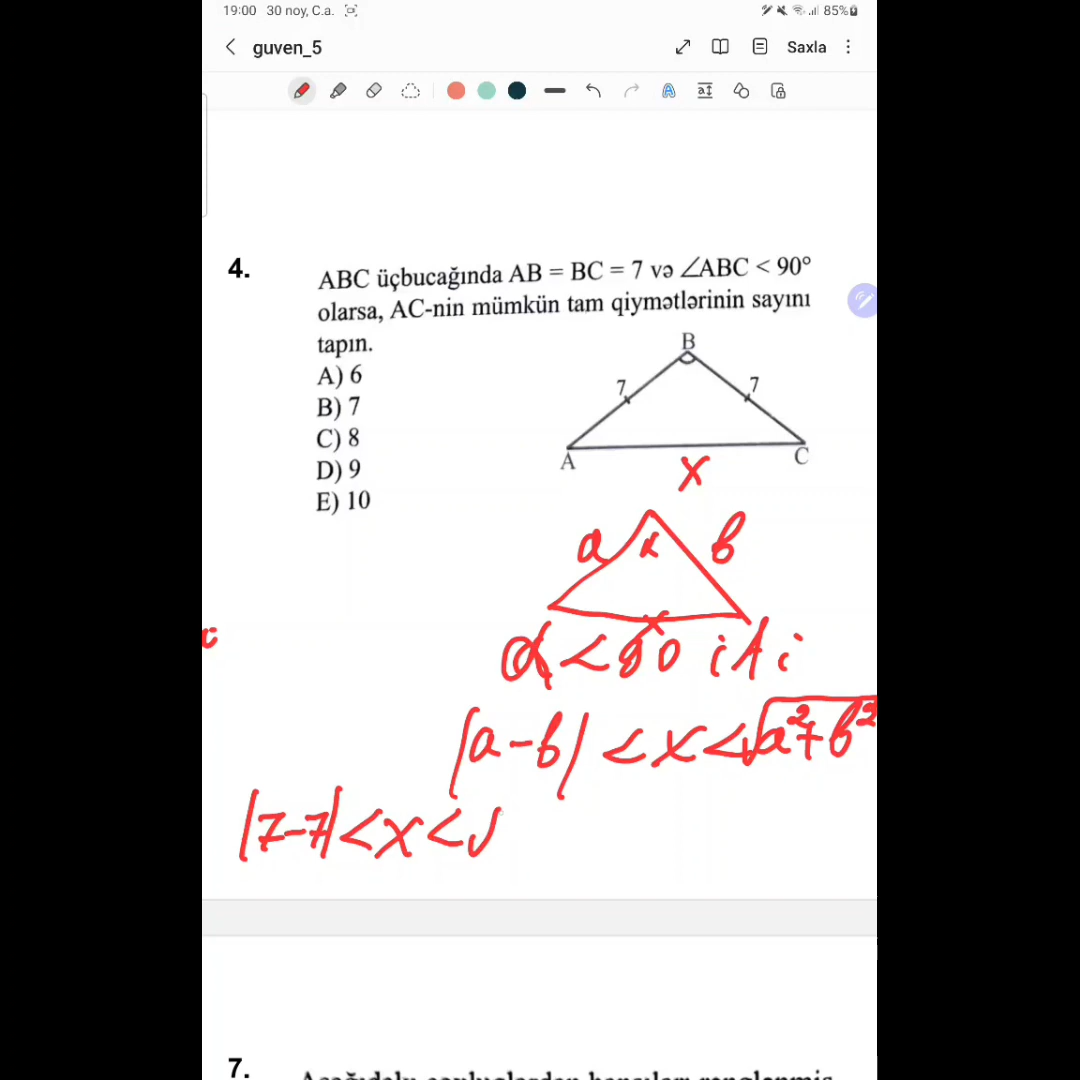 19:00 30 noy, C.a. 85%
guven_5 Saxla
4.
ABC üçbucağında AB = BC = 7 və ∠ABC < 90°
olarsa, AC-nin mümkün tam qiymətlərinin sayını
tapın.
A) 6
B) 7
C) 8
D) 9
E) 10
B
7 7
A C
x
a b
α < 90
|a-b| < x < √a²+b²
|7-7| < x < √
7.